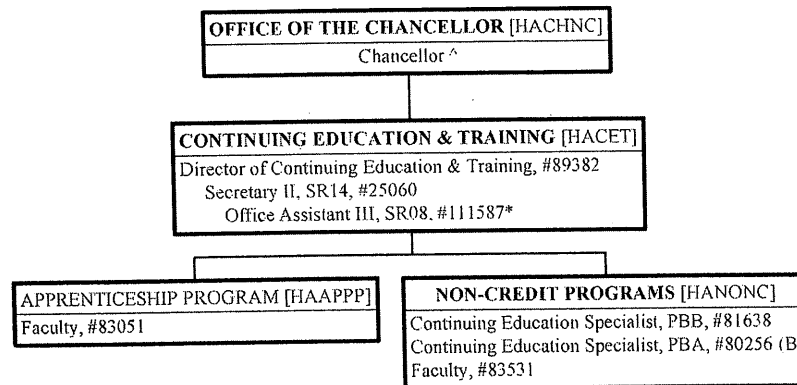 OFFICE OF THE CHANCELLOR [HACHNC]
Chancellor ^
CONTINUING EDUCATION & TRAINING [HACET]
Director of Continuing Education & Training, #89382
Secretary II, SR14, #25060
Office Assistant III, SR08, #111587*
APPRENTICESHIP PROGRAM [HAAPPP]
Faculty, #83051
NON-CREDIT PROGRAMS [HANONC]
Continuing Education Specialist, PBB, #81638
Continuing Education Specialist, PBA, #80256 (B
Faculty, #83531